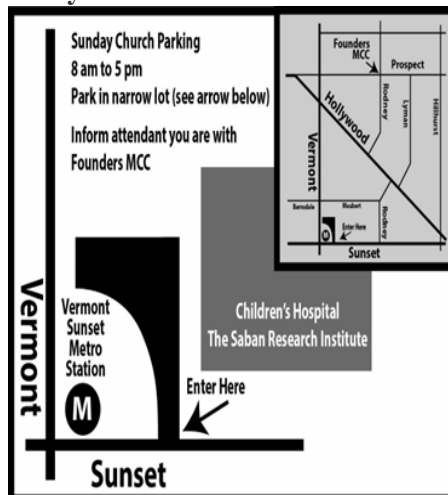 Sunday Church Parking
8 am to 5 pm
Park in narrow lot (see arrow below)
Inform attendant you are with
Founders MCC
Founders
MCC
Prospect
Rodney
Lyman
Hillhurst
Hollywood
Vermont
Barnsdale
Maubert
Rodney
M
Enter Here
Sunset
Vermont
Vermont
Sunset
Metro
Station
M
Children's Hospital
The Saban Research Institute
Enter Here
Sunset